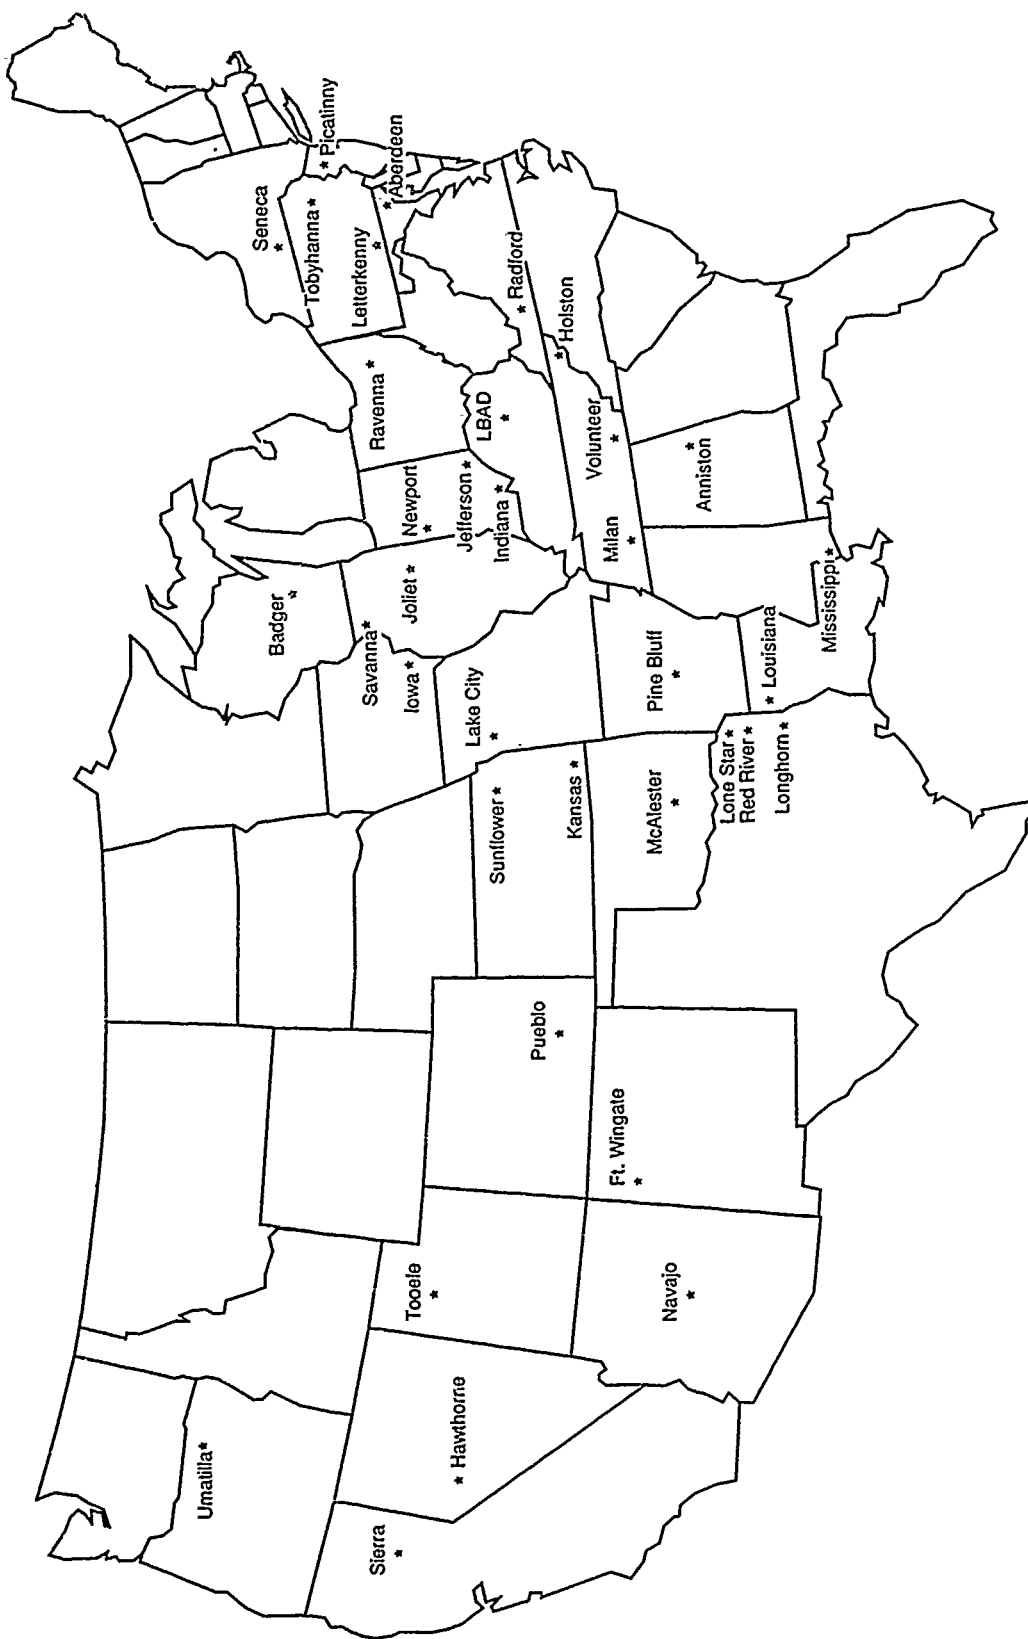 Umatilla
Sierra
Hawthorne
Tooele
Navajo
Ft. Wingate
Pueblo
Sunflower
Kansas
McAlester
Lone Star
Red River
Longhorn
Lake City
Pine Bluff
Louisiana
Mississippi
Badger
Savanna
Iowa
Joliet
Newport
Jefferson
Indiana
Milan
Volunteer
Anniston
LBAD
Ravenna
Holston
Radford
Seneca
Tobyhanna
Letterkenny
Picatinny
Aberdeen